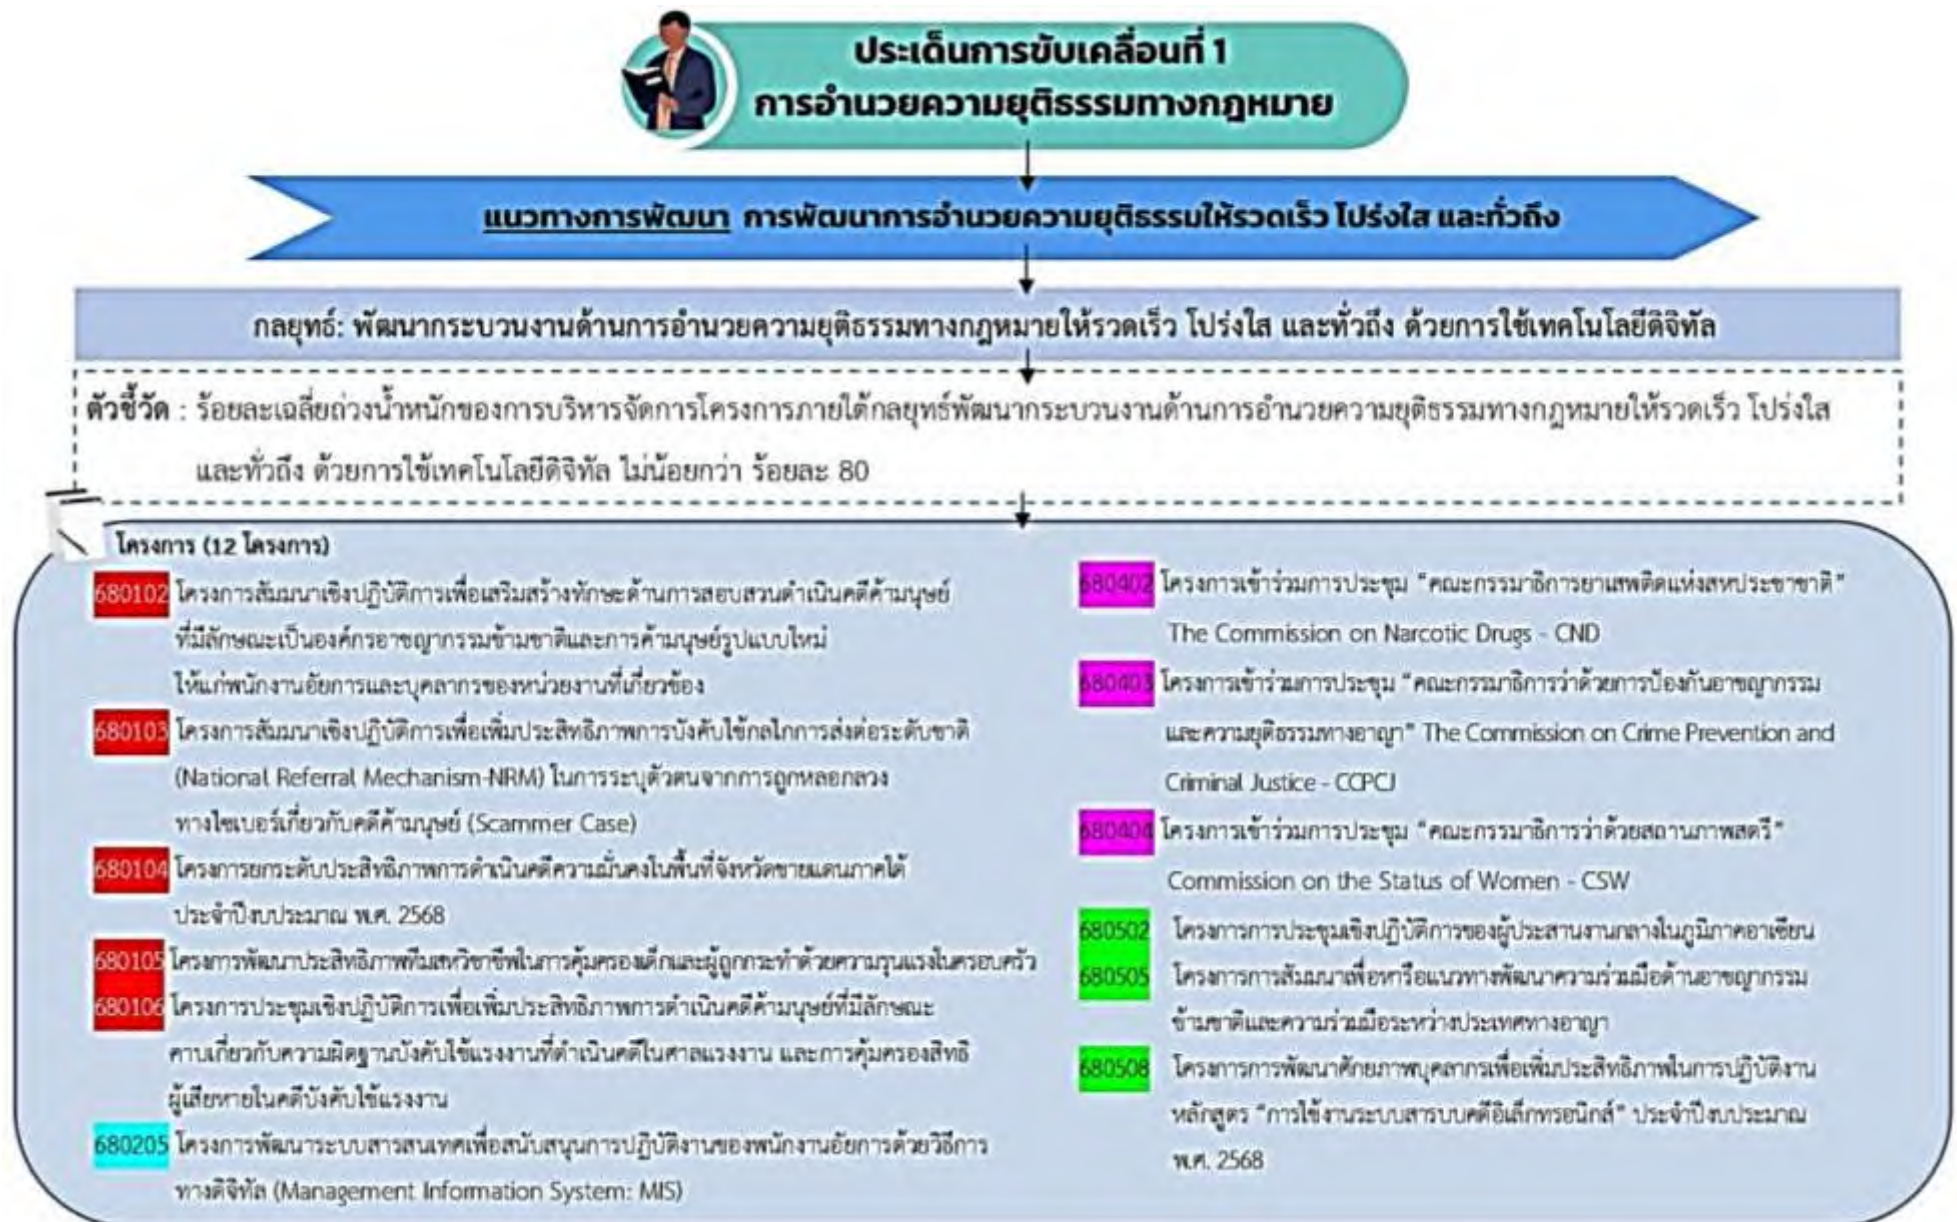 ประเด็นการขับเคลื่อนที่ 1
การอำนวยความยุติธรรมทางกฎหมาย
แนวทางการพัฒนา การพัฒนาการอำนวยความยุติธรรมให้รวดเร็ว โปร่งใส และทั่วถึง
กลยุทธ์: พัฒนากระบวนงานด้านการอำนวยความยุติธรรมทางกฎหมายให้รวดเร็ว โปร่งใส และทั่วถึง ด้วยการใช้เทคโนโลยีดิจิทัล
ตัวชี้วัด : ร้อยละเฉลี่ยถ่วงน้ำหนักของการบริหารจัดการโครงการภายใต้กลยุทธ์พัฒนากระบวนงานด้านการอำนวยความยุติธรรมทางกฎหมายให้รวดเร็ว โปร่งใส
และทั่วถึง ด้วยการใช้เทคโนโลยีดิจิทัล ไม่น้อยกว่า ร้อยละ 80
โครงการ (12 โครงการ)
680102 โครงการสัมมนาเชิงปฏิบัติการเพื่อเสริมสร้างทักษะด้านการสอบสวนดำเนินคดีค้ามนุษย์
ที่มีลักษณะเป็นองค์กรอาชญากรรมข้ามชาติและการค้ามนุษย์รูปแบบใหม่
ให้แก่พนักงานอัยการและบุคลากรของหน่วยงานที่เกี่ยวข้อง
680103 โครงการสัมมนาเชิงปฏิบัติการเพื่อเพิ่มประสิทธิภาพการบังคับใช้กลไกการส่งต่อระดับชาติ
(National Referral Mechanism-NRM) ในการระบุตัวตนจากการถูกหลอกลวง
ทางไซเบอร์เกี่ยวกับคดีค้ามนุษย์ (Scammer Case)
680104 โครงการยกระดับประสิทธิภาพการดำเนินคดีความมั่นคงในพื้นที่จังหวัดชายแดนภาคใต้
ประจำปีงบประมาณ พ.ศ. 2568
680105 โครงการพัฒนาประสิทธิภาพทีมสหวิชาชีพในการคุ้มครองเด็กและผู้ถูกกระทำด้วยความรุนแรงในครอบครัว
680106 โครงการประชุมเชิงปฏิบัติการเพื่อเพิ่มประสิทธิภาพการดำเนินคดีค้ามนุษย์ที่มีลักษณะ
คาบเกี่ยวกับความผิดฐานบังคับใช้แรงงานที่ดำเนินคดีในศาลแรงงาน และการคุ้มครองสิทธิ
ผู้เสียหายในคดีบังคับใช้แรงงาน
680205 โครงการพัฒนาระบบสารสนเทศเพื่อสนับสนุนการปฏิบัติงานของพนักงานอัยการด้วยวิธีการ
ทางดิจิทัล (Management Information System: MIS)
680402 โครงการเข้าร่วมการประชุม "คณะกรรมาธิการยาเสพติดแห่งสหประชาชาติ"
The Commission on Narcotic Drugs - CND
680403 โครงการเข้าร่วมการประชุม "คณะกรรมาธิการว่าด้วยการป้องกันอาชญากรรม
และความยุติธรรมทางอาญา" The Commission on Crime Prevention and
Criminal Justice - CCPCJ
680404 โครงการเข้าร่วมการประชุม "คณะกรรมาธิการว่าด้วยสถานภาพสตรี"
Commission on the Status of Women - CSW
680502 โครงการการประชุมเชิงปฏิบัติการของผู้ประสานงานกลางในภูมิภาคอาเซียน
680505 โครงการการสัมมนาเพื่อหารือแนวทางพัฒนาความร่วมมือด้านอาชญากรรม
ข้ามชาติและความร่วมมือระหว่างประเทศทางอาญา
680508 โครงการการพัฒนาศักยภาพบุคลากรเพื่อเพิ่มประสิทธิภาพในการปฏิบัติงาน
หลักสูตร "การใช้งานระบบสารบบคดีอิเล็กทรอนิกส์" ประจำปีงบประมาณ
พ.ศ. 2568